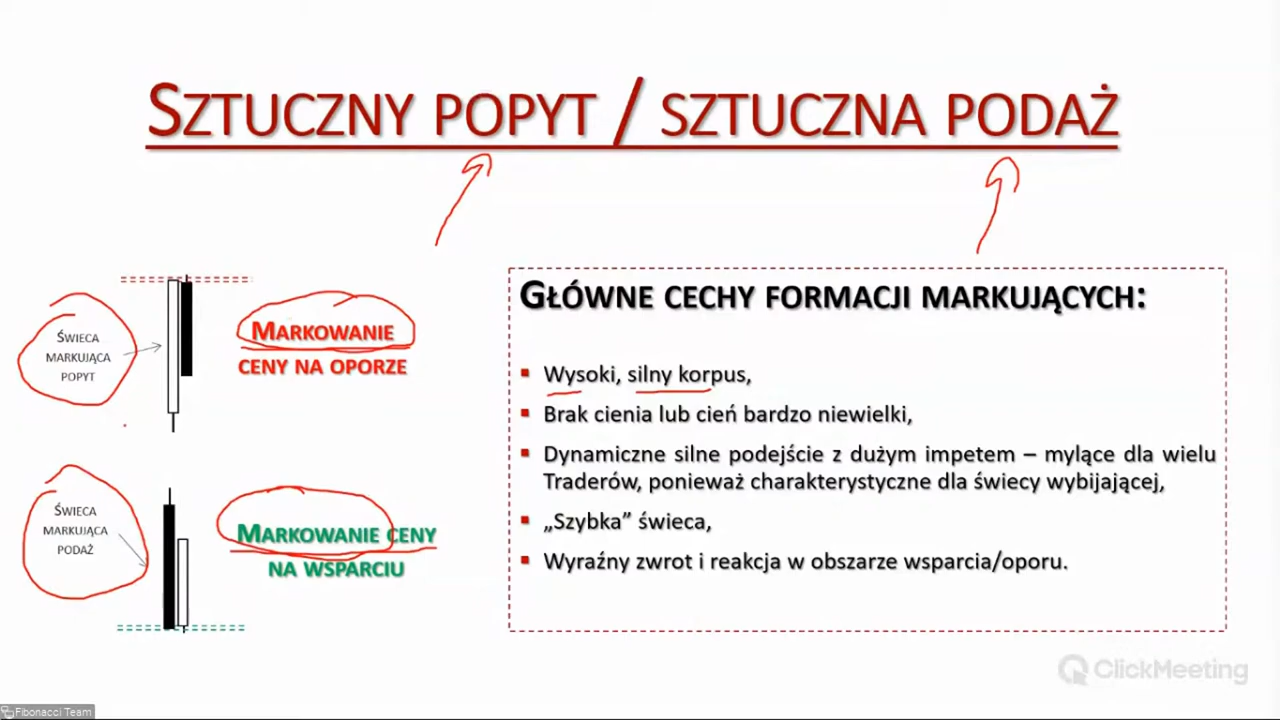 SZTUCZNY POPYT / SZTUCZNA PODAŻ
ŚWIECA
MARKUJĄCA
POPYT
MARKOWANIE
CENY NA OPORZE
ŚWIECA
MARKUJĄCA
PODAŻ
MARKOWANIE CENY
NA WSPARCIU
GŁÓWNE CECHY FORMACJI MARKUJĄCYCH:
▪ Wysoki, silny korpus,
▪ Brak cienia lub cień bardzo niewielki,
▪ Dynamiczne silne podejście z dużym impetem – mylące dla wielu
Traderów, ponieważ charakterystyczne dla świecy wybijającej,
▪ „Szybka” świeca,
▪ Wyraźny zwrot i reakcja w obszarze wsparcia/oporu.
ClickMeeting
Fibonacci Team